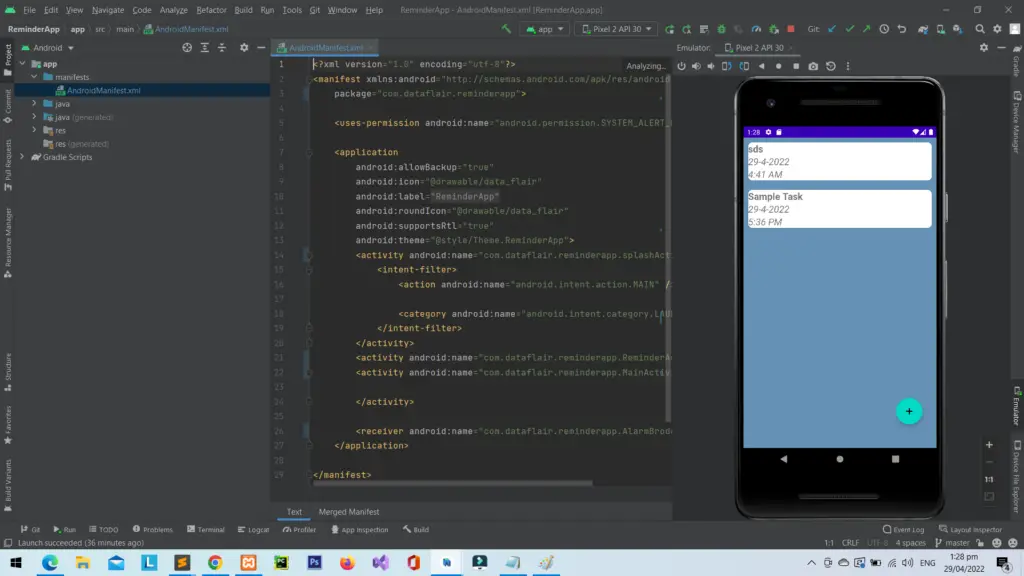 File Edit View Navigate Code Analyze Refactor Build Run Tools Git Window Help ReminderApp - AndroidManifest.xml [ReminderApp.app]
ReminderApp app src main AndroidManifest.xml app Pixel 2 API 30 Git:
Android AndroidManifest.xml Emulator: Pixel 2 API 30
Analyzing...
app
manifests
AndroidManifest.xml
java
java (generated)
res
res (generated)
Gradle Scripts
1 <?xml version="1.0" encoding="utf-8"?>
2 <manifest xmlns:android="http://schemas.android.com/apk/res/androi
3 package="com.dataflair.reminderapp">
4
5 <uses-permission android:name="android.permission.SYSTEM_ALERT_
6
7 <application
8 android:allowBackup="true"
9 android:icon="@drawable/data_flair"
10 android:label="ReminderApp"
11 android:roundIcon="@drawable/data_flair"
12 android:supportsRtl="true"
13 android:theme="@style/Theme.ReminderApp">
14 <activity android:name="com.dataflair.reminderapp.splashAct
15 <intent-filter>
16 <action android:name="android.intent.action.MAIN" /
17
18 <category android:name="android.intent.category.LAU
19 </intent-filter>
20 </activity>
21 <activity android:name="com.dataflair.reminderapp.ReminderA
22 <activity android:name="com.dataflair.reminderapp.MainActiv
23
24 </activity>
25
26 <receiver android:name="com.dataflair.reminderapp.AlarmBrod
27 </application>
28
29 </manifest>
Text Merged Manifest
1:28
sds
29-4-2022
4:41 AM
Sample Task
29-4-2022
5:36 PM
+
1:1
Project
Commit
Pull Requests
Resource Manager
Structure
Favorites
Build Variants
Gradle
Device Manager
Emulator
Device File Explorer
Git Run TODO Problems Terminal Logcat Profiler App Inspection Build Event Log Layout Inspector
Launch succeeded (36 minutes ago) 1:1 CRLF UTF-8 4 spaces master
ENG 1:28 pm
29/04/2022
4